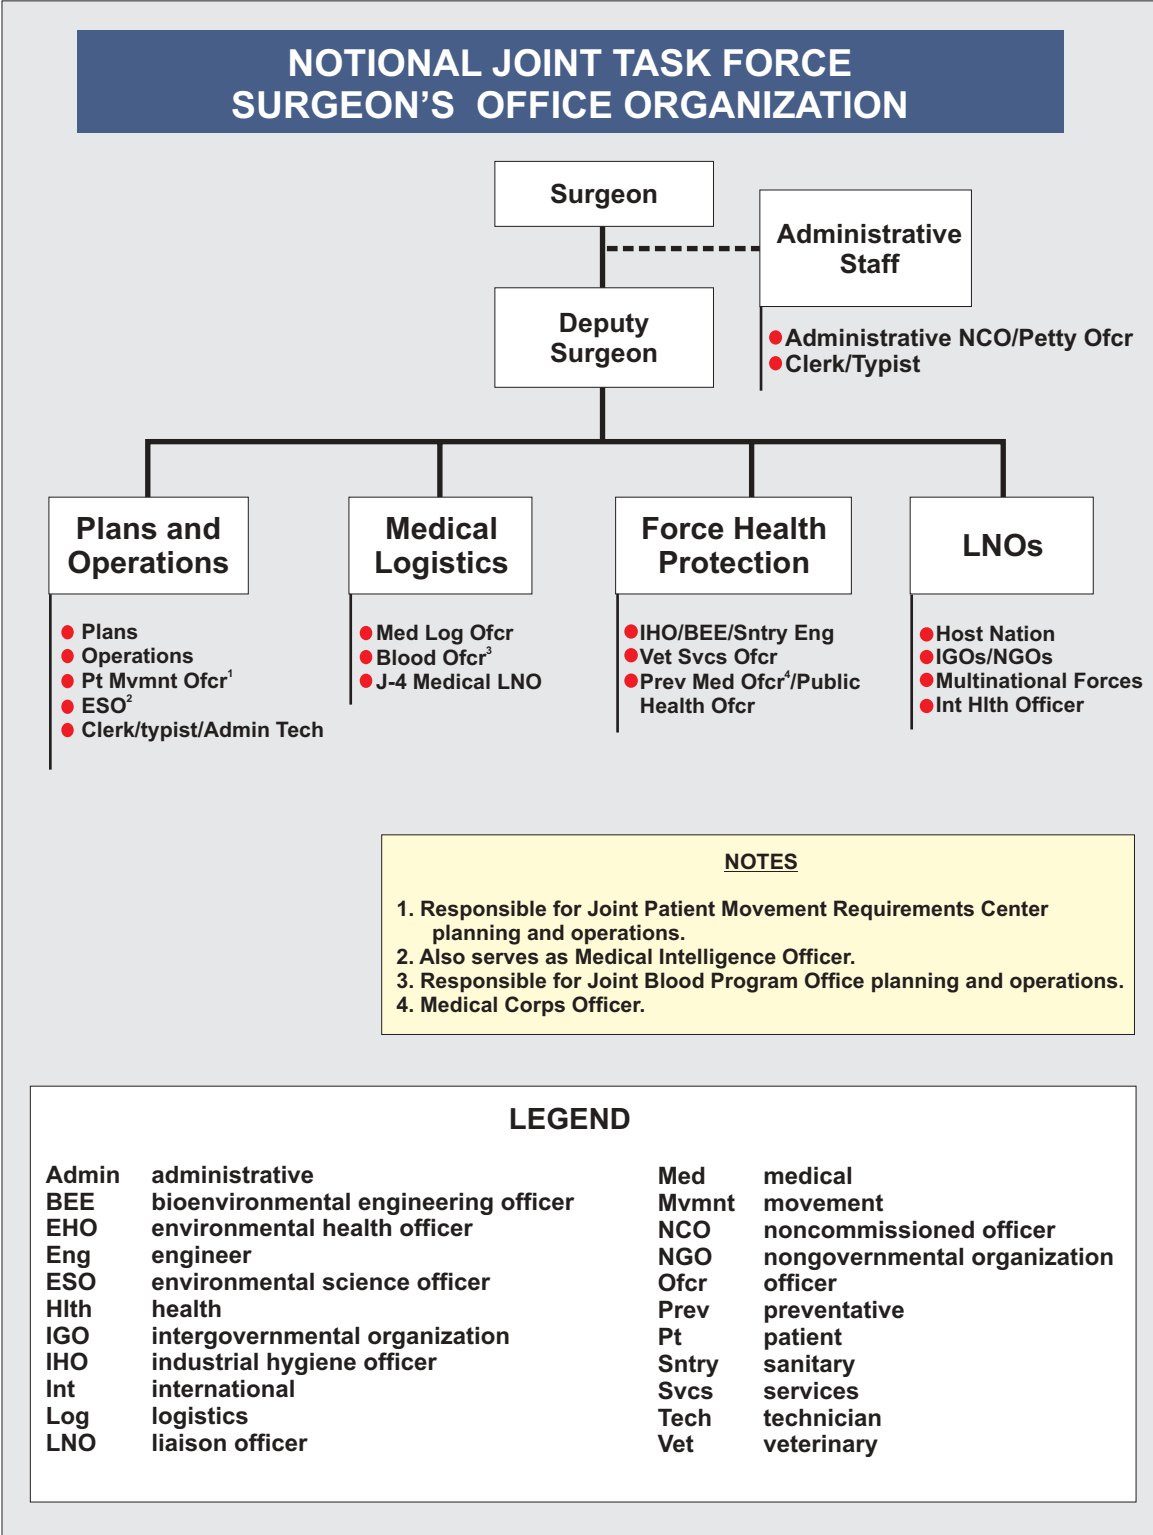 NOTIONAL JOINT TASK FORCE
SURGEON'S OFFICE ORGANIZATION
Surgeon
Administrative
Staff
Administrative NCO/Petty Ofcr
Clerk/Typist
Deputy
Surgeon
Plans and
Operations
Plans
Operations
Pt Mvmnt Ofcr1
ESO2
Clerk/typist/Admin Tech
Medical
Logistics
Med Log Ofcr
Blood Ofcr3
J-4 Medical LNO
Force Health
Protection
IHO/BEE/Sntry Eng
Vet Svcs Ofcr
Prev Med Ofcr4/Public
Health Ofcr
LNOs
Host Nation
IGOs/NGOs
Multinational Forces
Int Hlth Officer
NOTES
1. Responsible for Joint Patient Movement Requirements Center
planning and operations.
2. Also serves as Medical Intelligence Officer.
3. Responsible for Joint Blood Program Office planning and operations.
4. Medical Corps Officer.
LEGEND
Admin administrative
BEE bioenvironmental engineering officer
EHO environmental health officer
Eng engineer
ESO environmental science officer
Hlth health
IGO intergovernmental organization
IHO industrial hygiene officer
Int international
Log logistics
LNO liaison officer
Med medical
Mvmnt movement
NCO noncommissioned officer
NGO nongovernmental organization
Ofcr officer
Prev preventative
Pt patient
Sntry sanitary
Svcs services
Tech technician
Vet veterinary